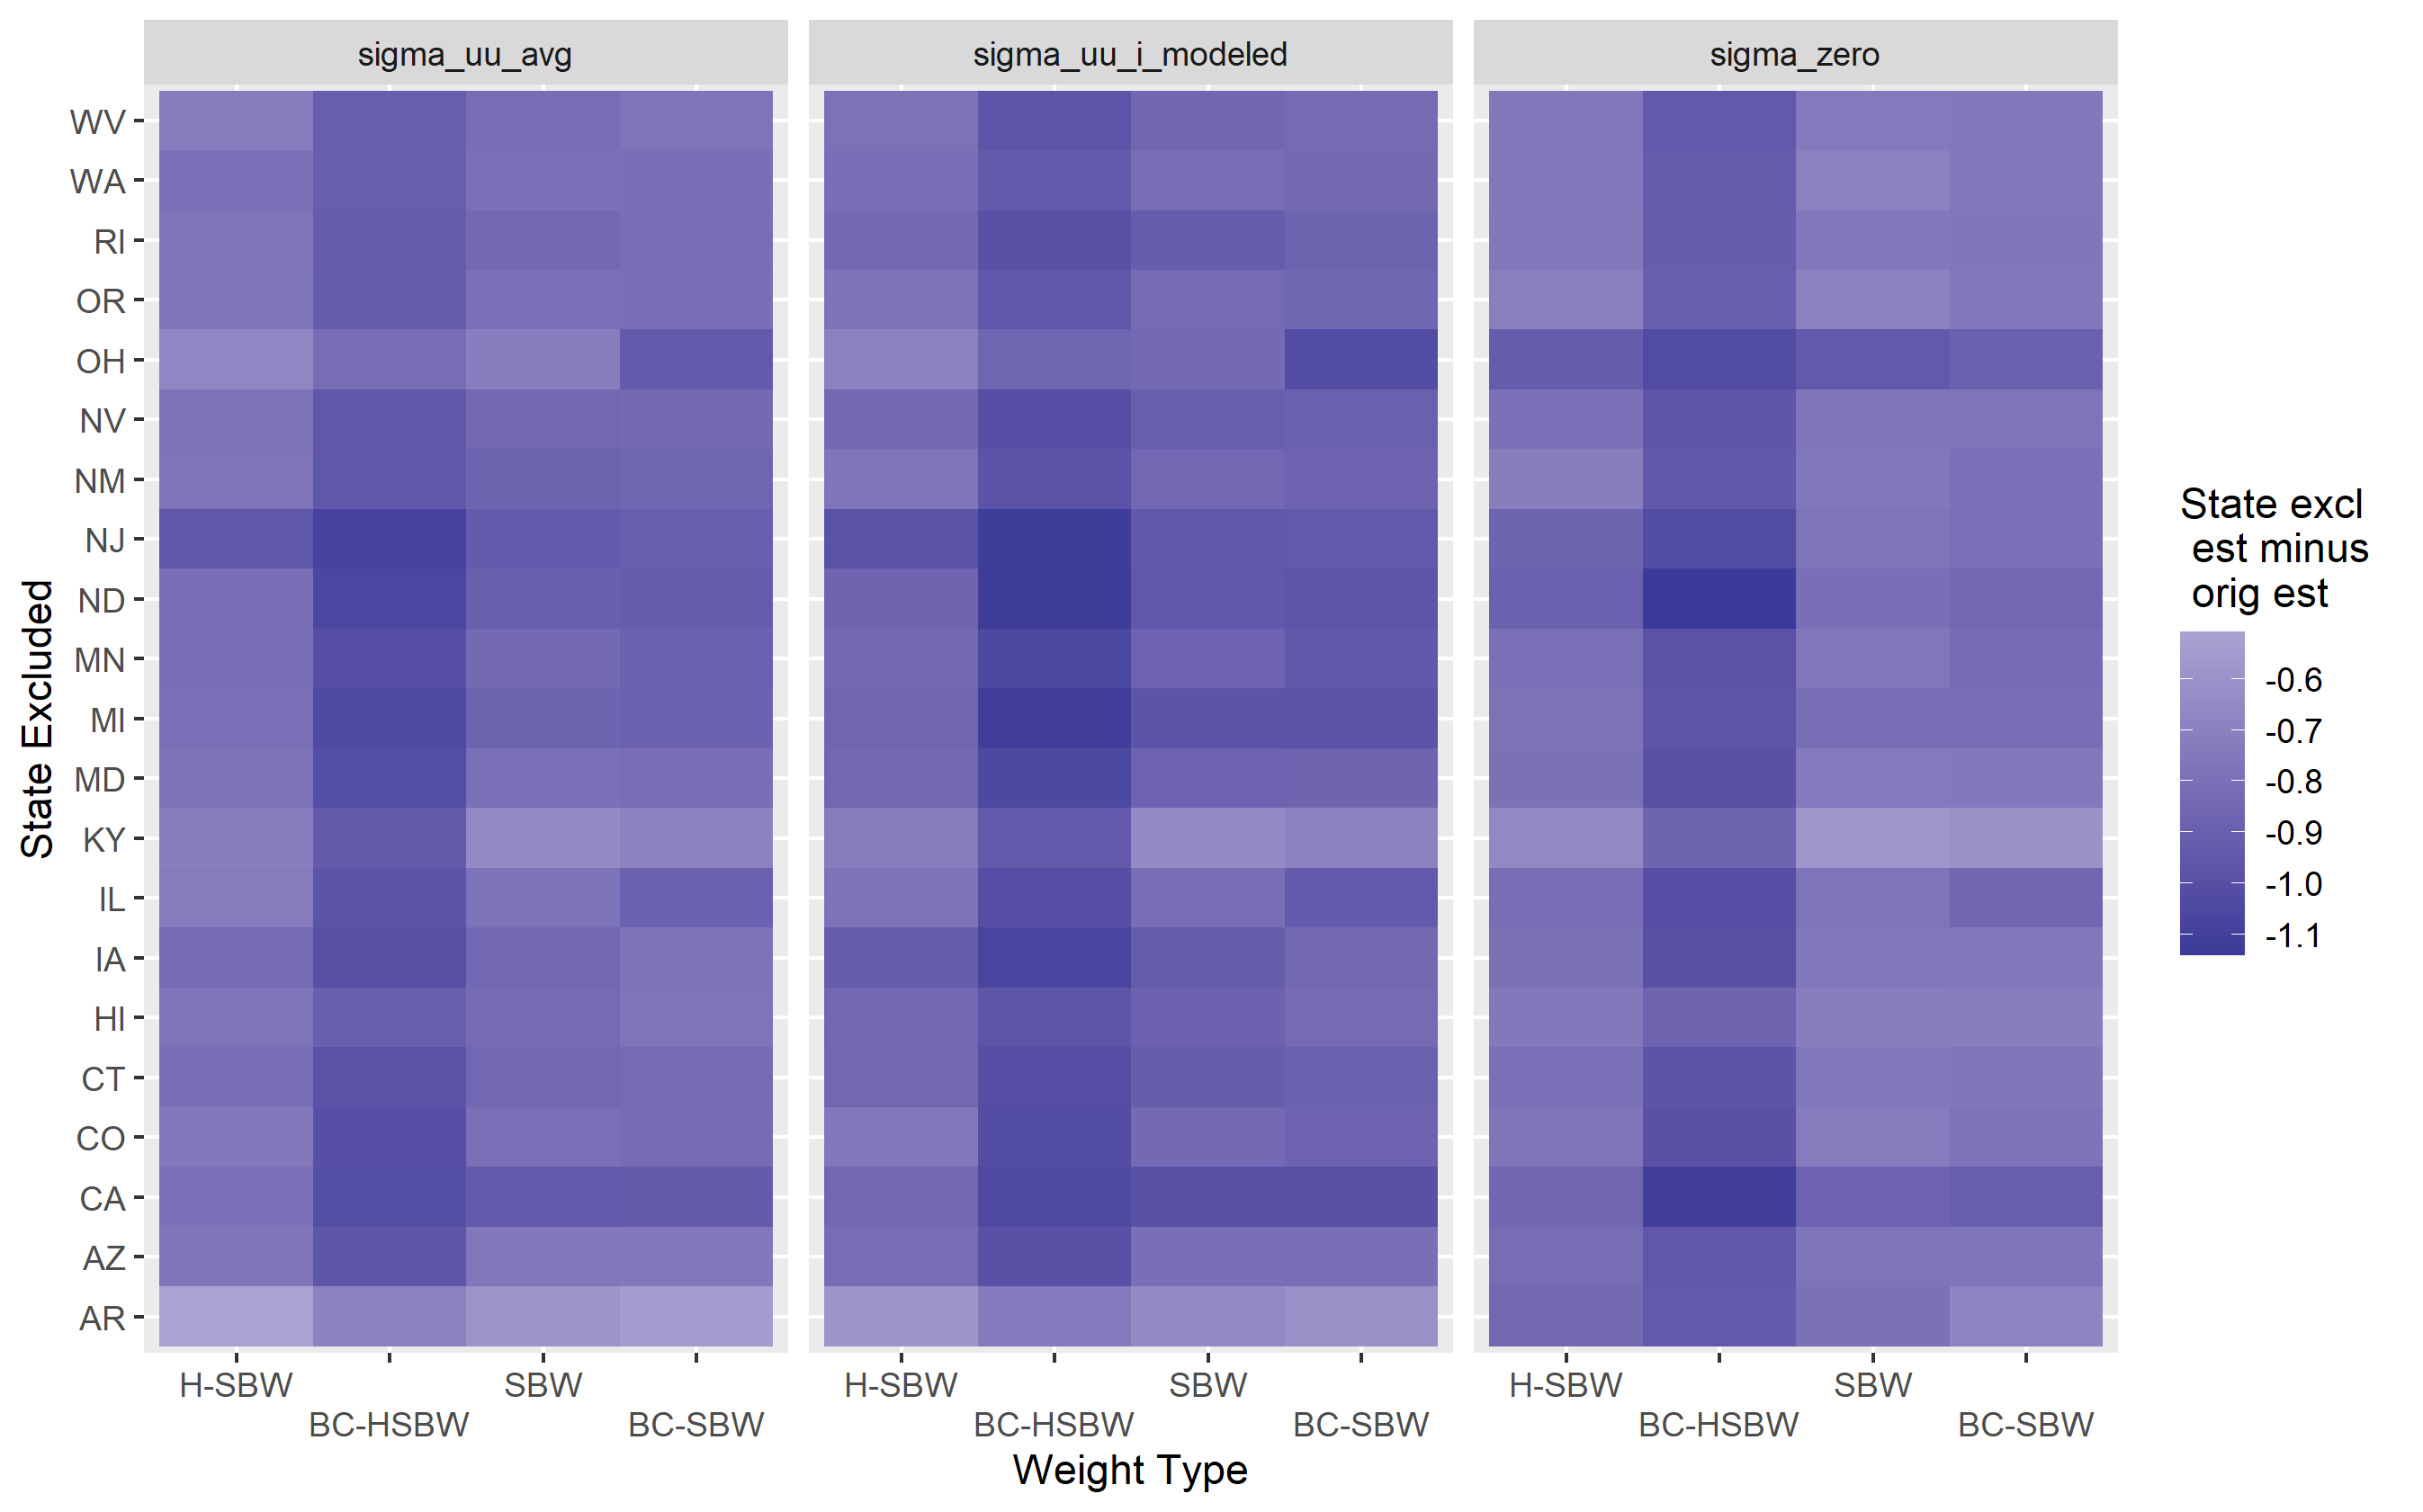 sigma_uu_avg
sigma_uu_i_modeled
sigma_zero
WV
WA
RI
OR
OH
NV
NM
NJ
ND
MN
MI
MD
KY
IL
IA
HI
CT
CO
CA
AZ
AR
State Excluded
H-SBW
BC-HSBW
SBW
BC-SBW
H-SBW
BC-HSBW
SBW
BC-SBW
H-SBW
BC-HSBW
SBW
BC-SBW
Weight Type
State excl
est minus
orig est
-0.6
-0.7
-0.8
-0.9
-1.0
-1.1